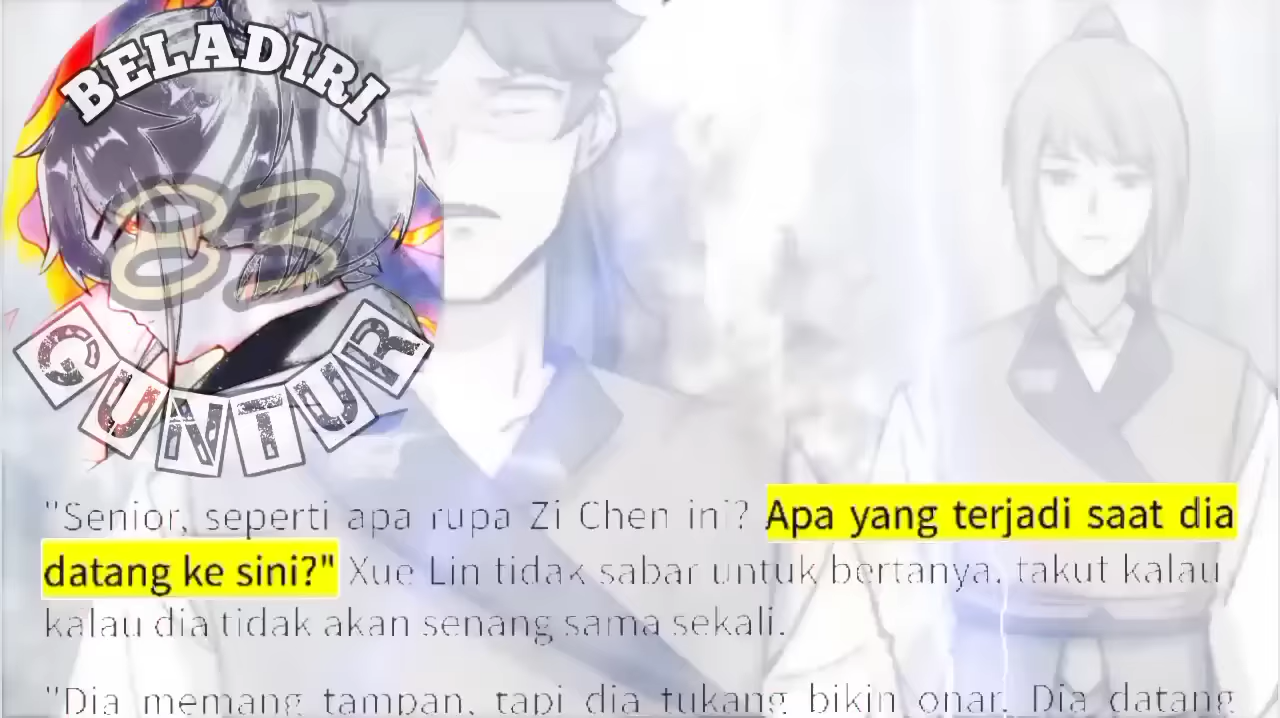 BELADIRI
83
GUNTUR
"Senior, seperti apa rupa Zi Chen ini? Apa yang terjadi saat dia
datang ke sini?" Xue Lin tidak sabar untuk bertanya, takut kalau
kalau dia tidak akan senang sama sekali.
"Dia memang tampan, tapi dia tukang bikin onar. Dia datang